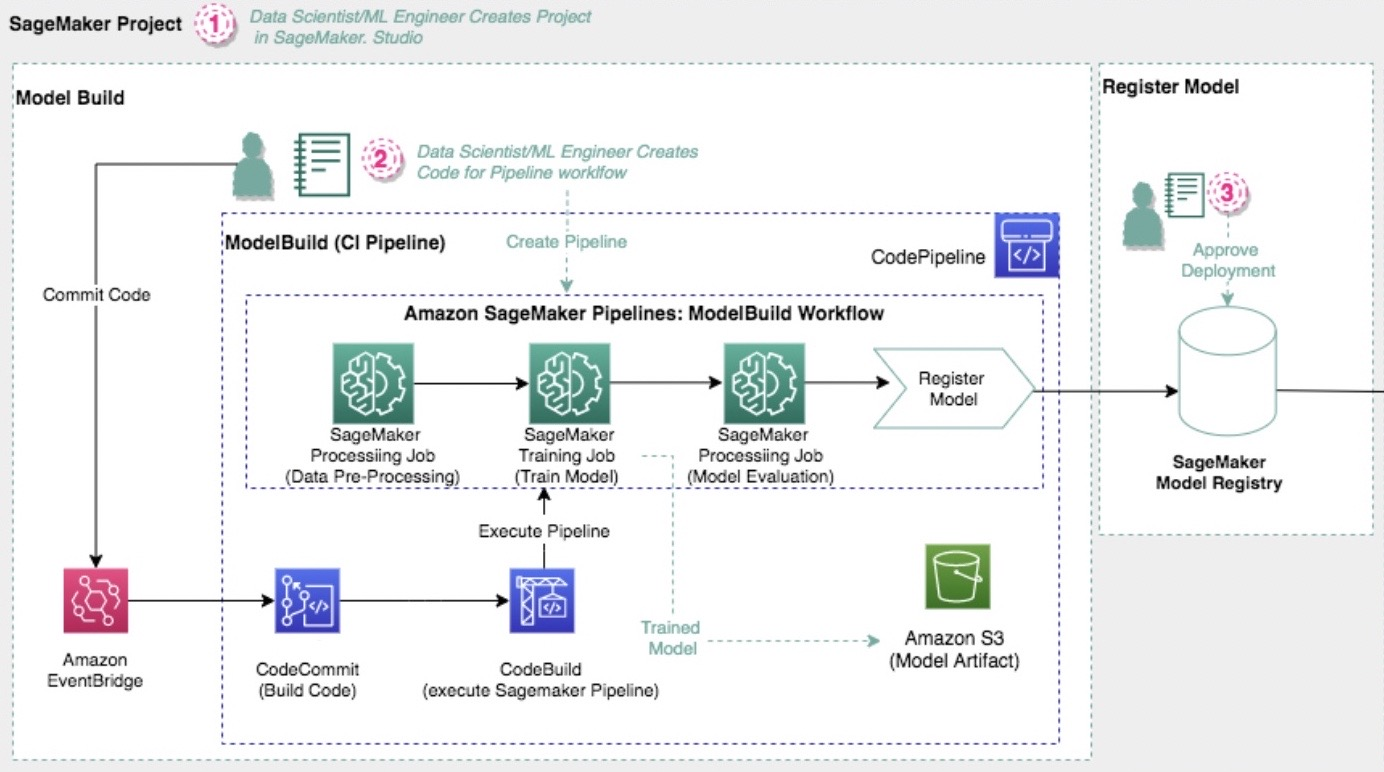 SageMaker Project
1
Data Scientist/ML Engineer Creates Project
in SageMaker. Studio
Model Build
2
Data Scientist/ML Engineer Creates
Code for Pipeline worklfow
Commit Code
ModelBuild (CI Pipeline)
Create Pipeline
CodePipeline
Amazon SageMaker Pipelines: ModelBuild Workflow
SageMaker
Processing Job
(Data Pre-Processing)
SageMaker
Training Job
(Train Model)
SageMaker
Processiing Job
(Model Evaluation)
Register
Model
Execute Pipeline
Amazon
EventBridge
CodeCommit
(Build Code)
CodeBuild
(execute Sagemaker Pipeline)
Trained
Model
Amazon S3
(Model Artifact)
Register Model
3
Approve
Deployment
SageMaker
Model Registry